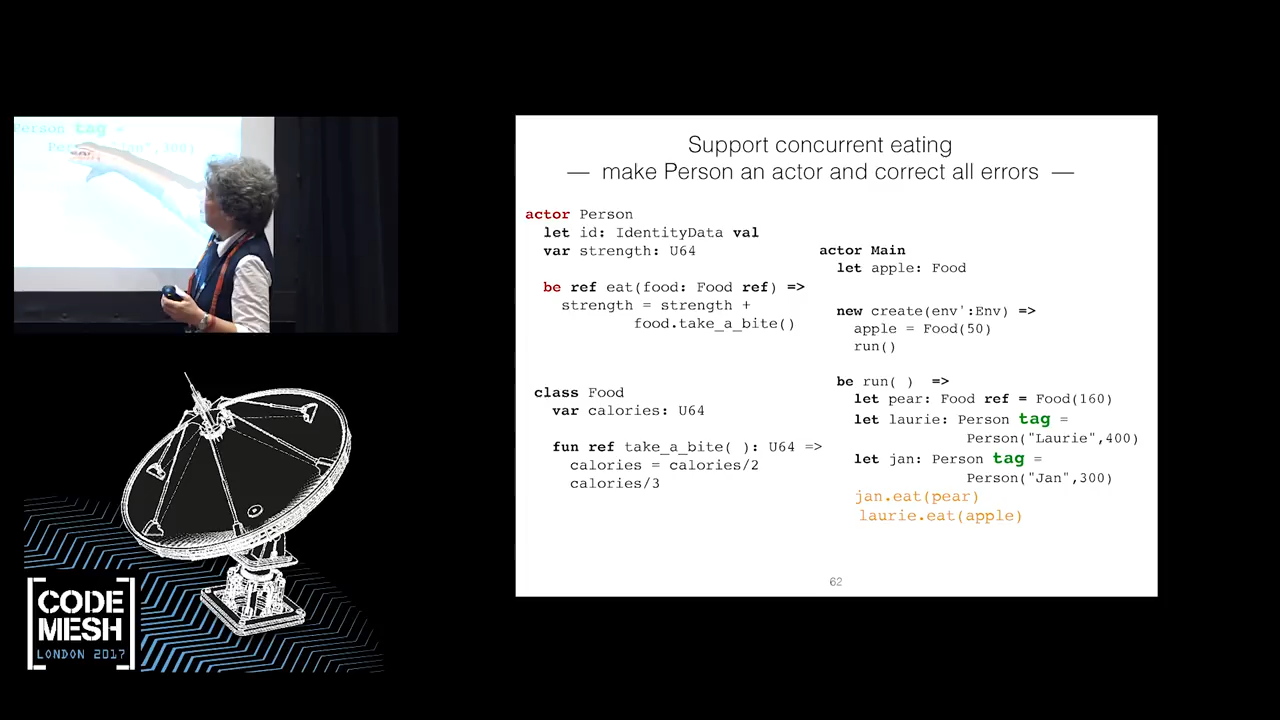 Person tag =
Person("Jan",300)
Support concurrent eating
— make Person an actor and correct all errors —
actor Person
let id: IdentityData val
var strength: U64
be ref eat(food: Food ref) =>
strength = strength +
food.take_a_bite()
class Food
var calories: U64
fun ref take_a_bite( ): U64 =>
calories = calories/2
calories/3
actor Main
let apple: Food
new create(env':Env) =>
apple = Food(50)
run()
be run( ) =>
let pear: Food ref = Food(160)
let laurie: Person tag =
Person("Laurie",400)
let jan: Person tag =
Person("Jan",300)
jan.eat(pear)
laurie.eat(apple)
62
CODE
MESH
LONDON 2017